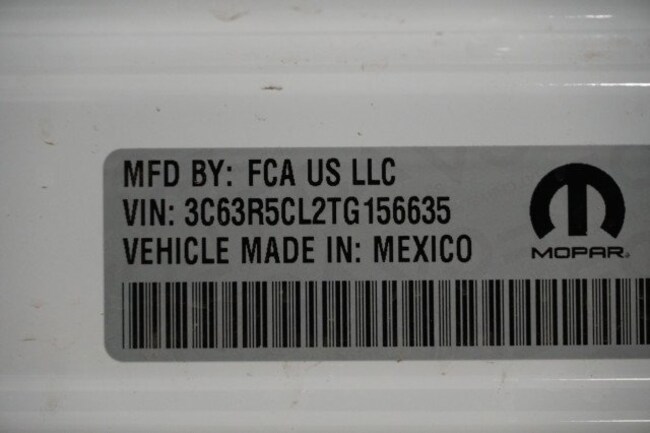 MFD BY: FCA US LLC
VIN: 3C63R5CL2TG156635
VEHICLE MADE IN: MEXICO
MOPAR®